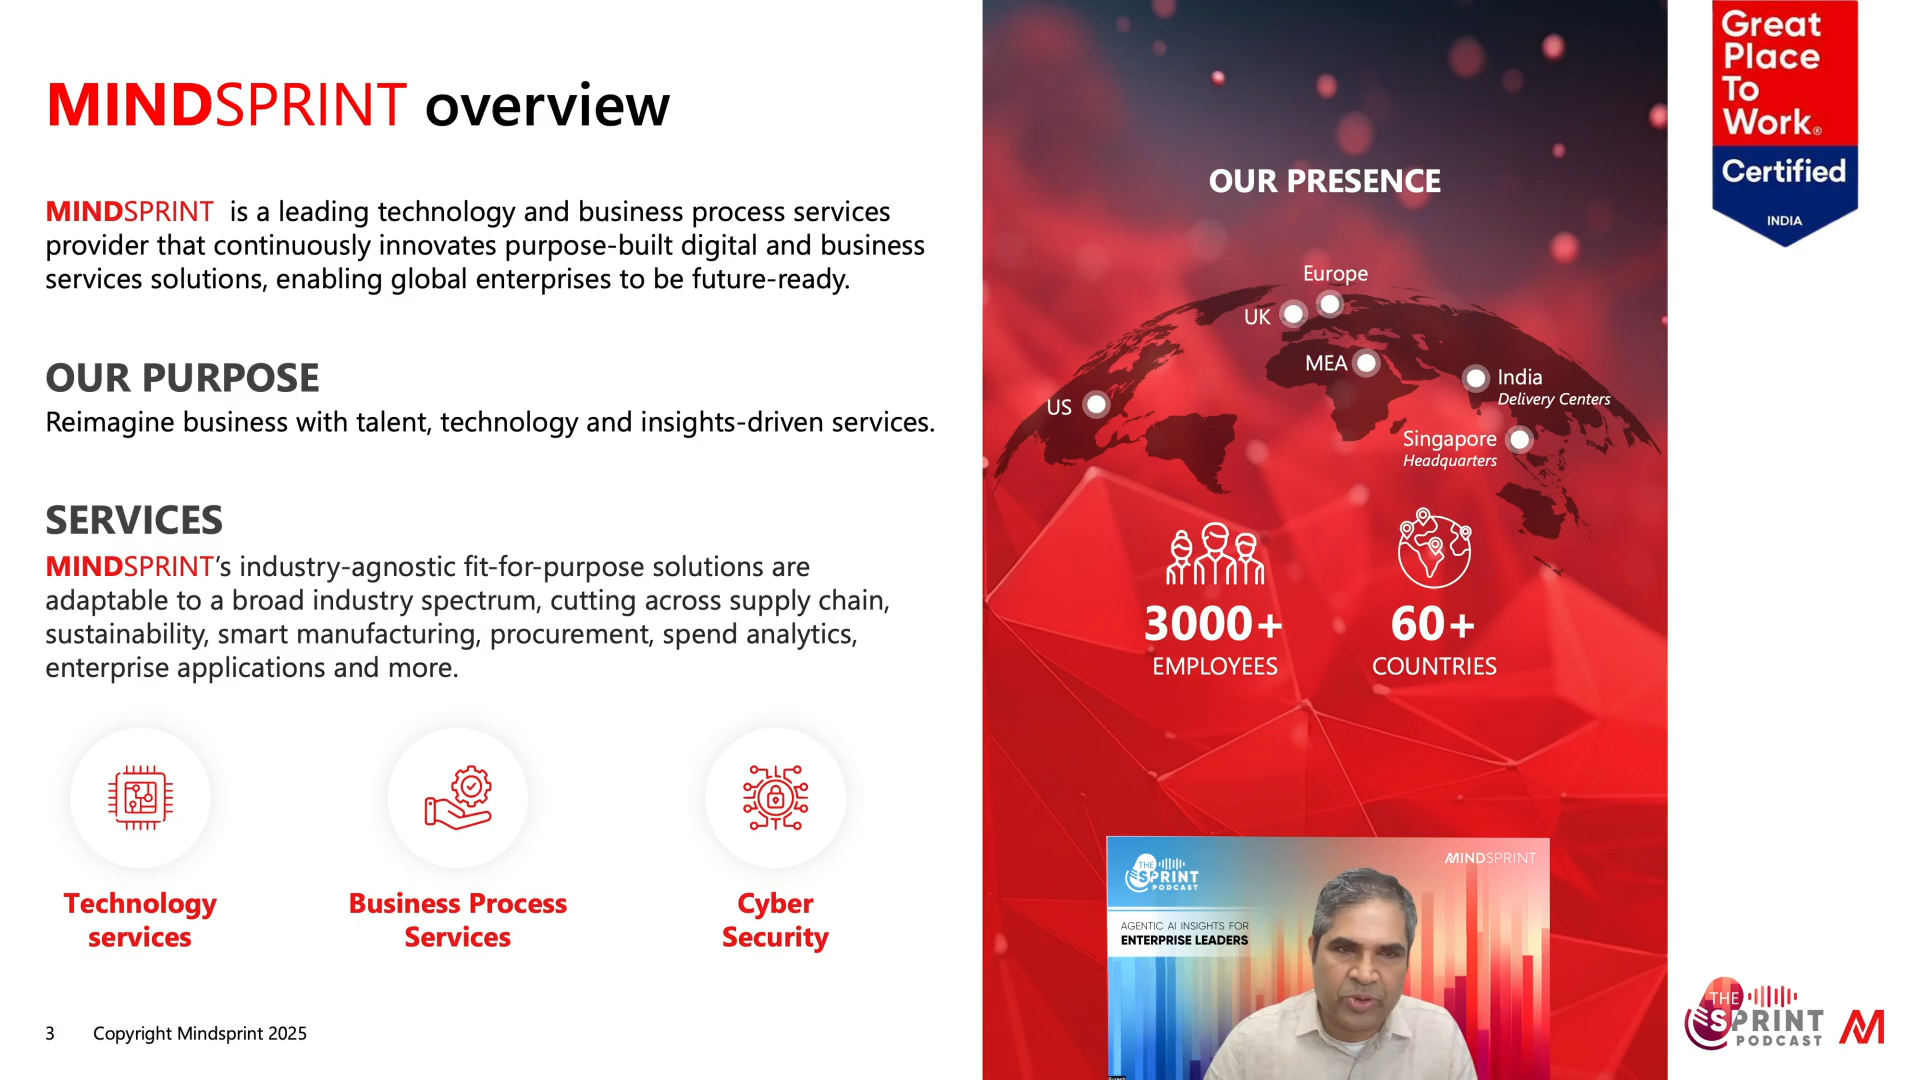 MINDSPRINT overview
MINDSPRINT is a leading technology and business process services
provider that continuously innovates purpose-built digital and business
services solutions, enabling global enterprises to be future-ready.
OUR PURPOSE
Reimagine business with talent, technology and insights-driven services.
SERVICES
MINDSPRINT’s industry-agnostic fit-for-purpose solutions are
adaptable to a broad industry spectrum, cutting across supply chain,
sustainability, smart manufacturing, procurement, spend analytics,
enterprise applications and more.
Technology
services
Business Process
Services
Cyber
Security
3 Copyright Mindsprint 2025
OUR PRESENCE
Europe
UK
MEA
US
India
Delivery Centers
Singapore
Headquarters
3000+
EMPLOYEES
60+
COUNTRIES
THE
SPRINT
PODCAST
MINDSPRINT
AGENTIC AI INSIGHTS FOR
ENTERPRISE LEADERS
Great
Place
To
Work®
Certified
INDIA
THE
SPRINT
PODCAST